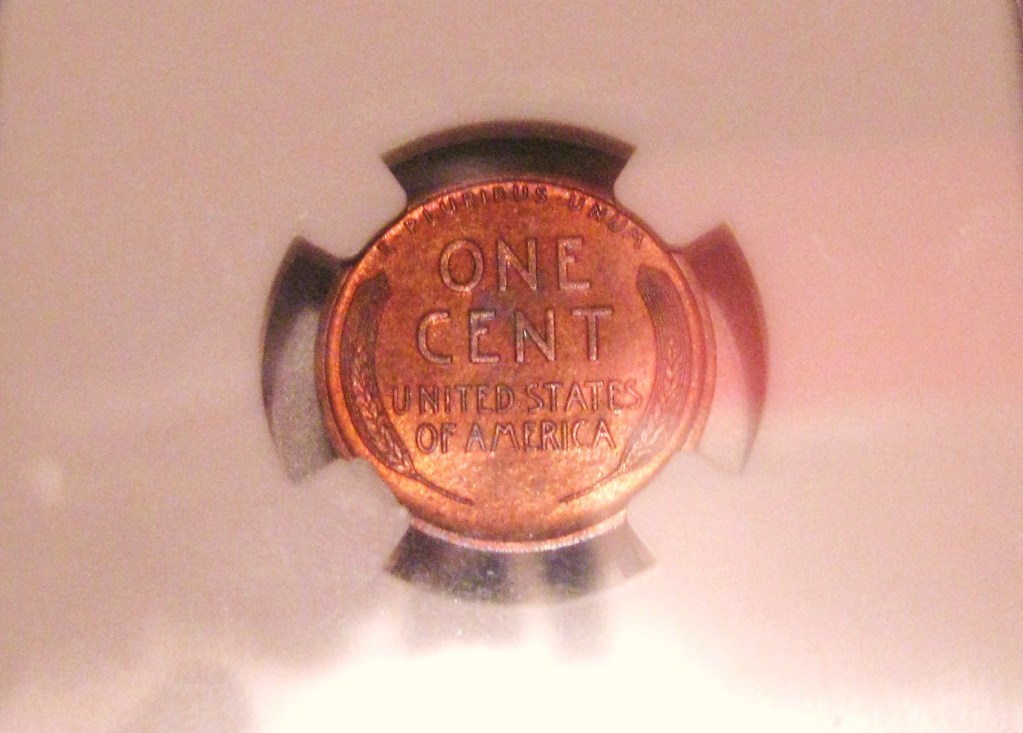 E PLURIBUS UNUM
ONE
CENT
UNITED STATES
OF AMERICA